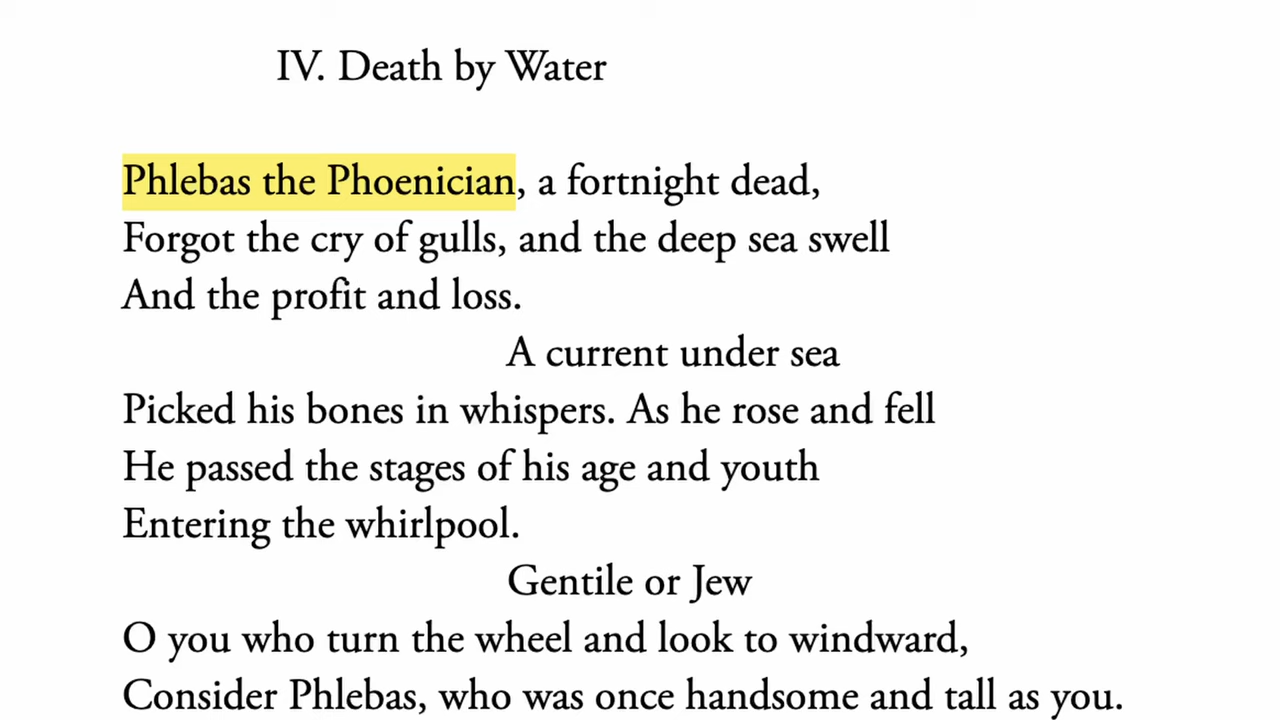 IV. Death by Water
Phlebas the Phoenician, a fortnight dead,
Forgot the cry of gulls, and the deep sea swell
And the profit and loss.
A current under sea
Picked his bones in whispers. As he rose and fell
He passed the stages of his age and youth
Entering the whirlpool.
Gentile or Jew
O you who turn the wheel and look to windward,
Consider Phlebas, who was once handsome and tall as you.